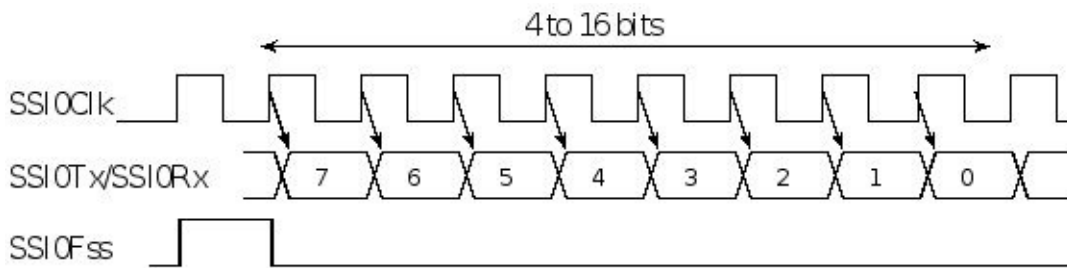 4 to 16 bits
SSI0Clk
SSI0Tx/SSI0Rx
7 6 5 4 3 2 1 0
SSI0Fss